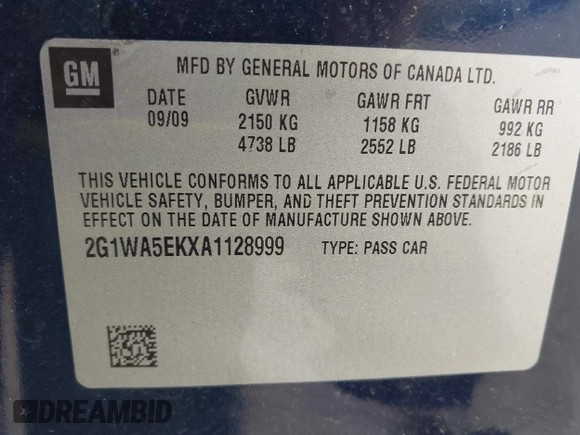 GM
MFD BY GENERAL MOTORS OF CANADA LTD.
DATE GVWR GAWR FRT GAWR RR
09/09 2150 KG 1158 KG 992 KG
4738 LB 2552 LB 2186 LB
THIS VEHICLE CONFORMS TO ALL APPLICABLE U.S. FEDERAL MOTOR
VEHICLE SAFETY, BUMPER, AND THEFT PREVENTION STANDARDS IN
EFFECT ON THE DATE OF MANUFACTURE SHOWN ABOVE.
2G1WA5EKXA1128999 TYPE: PASS CAR
DREAMBID